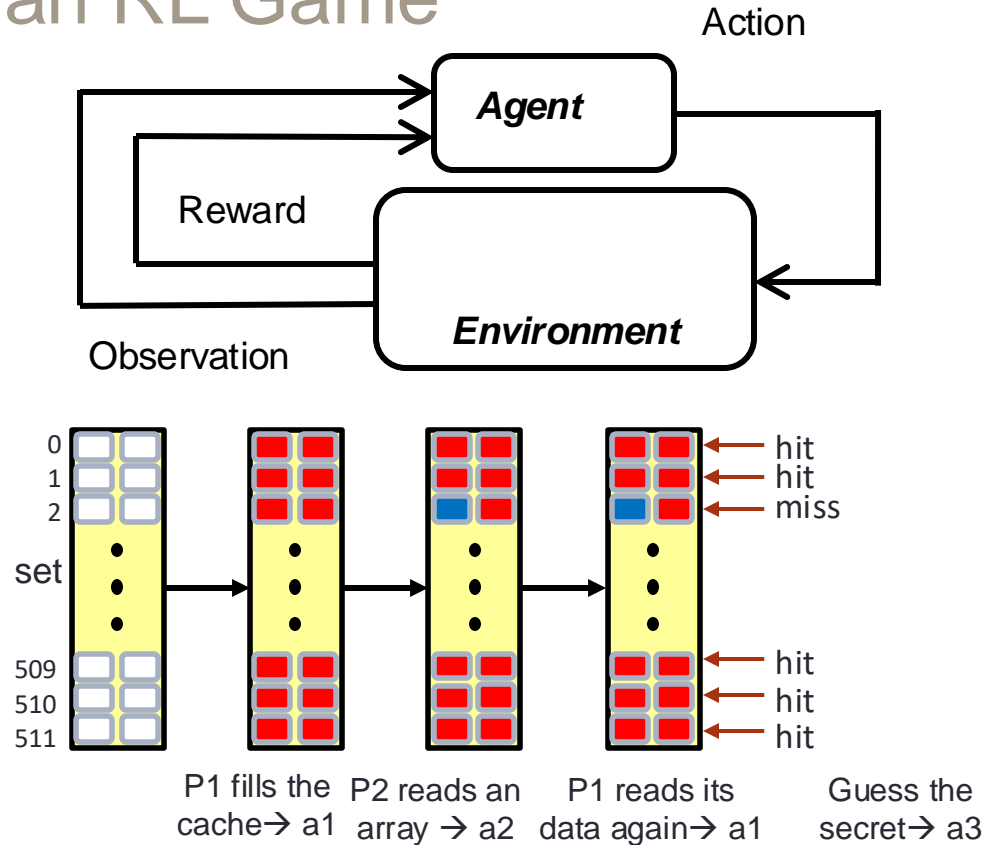 an RL Game
Action
Agent
Reward
Environment
Observation
0
1
2
set
509
510
511
hit
hit
miss
hit
hit
hit
P1 fills the
cache→ a1
P2 reads an
array → a2
P1 reads its
data again→ a1
Guess the
secret→ a3